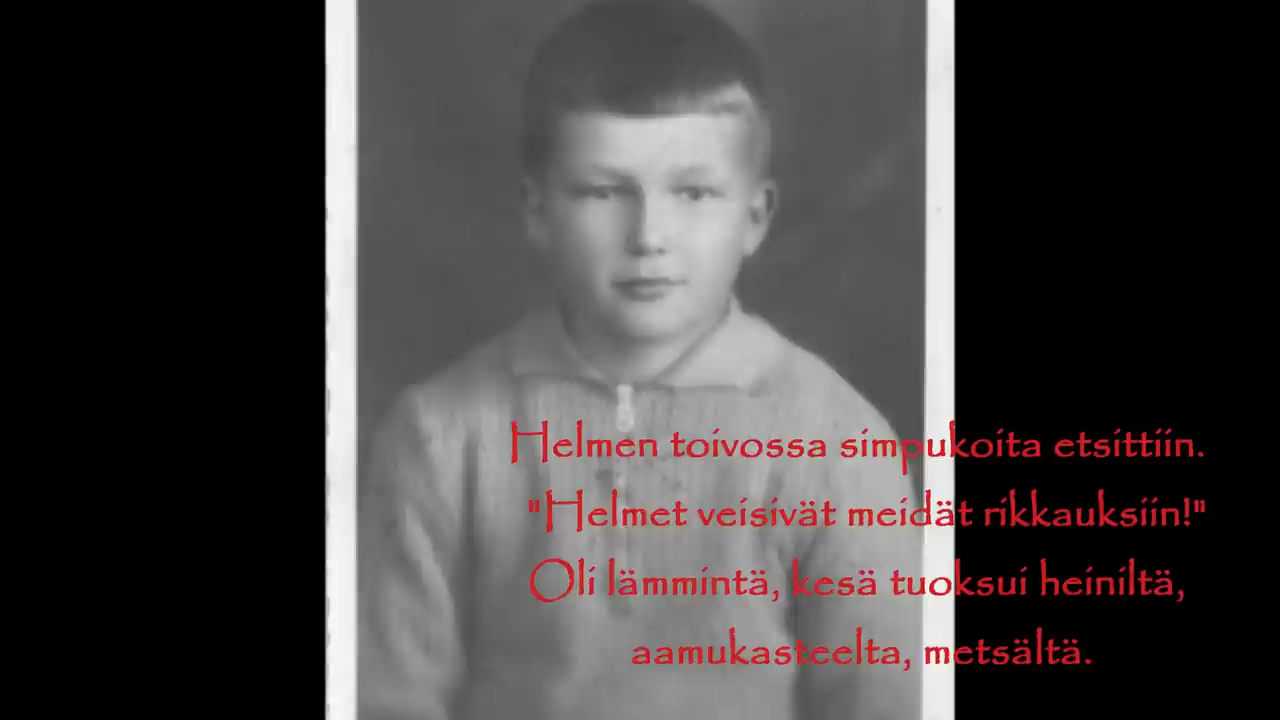 Helmen toivossa simpukoita etsittiin.
"Helmet veisivät meidät rikkauksiin!"
Oli lämmintä, kesä tuoksui heiniltä,
aamukasteelta, metsältä.